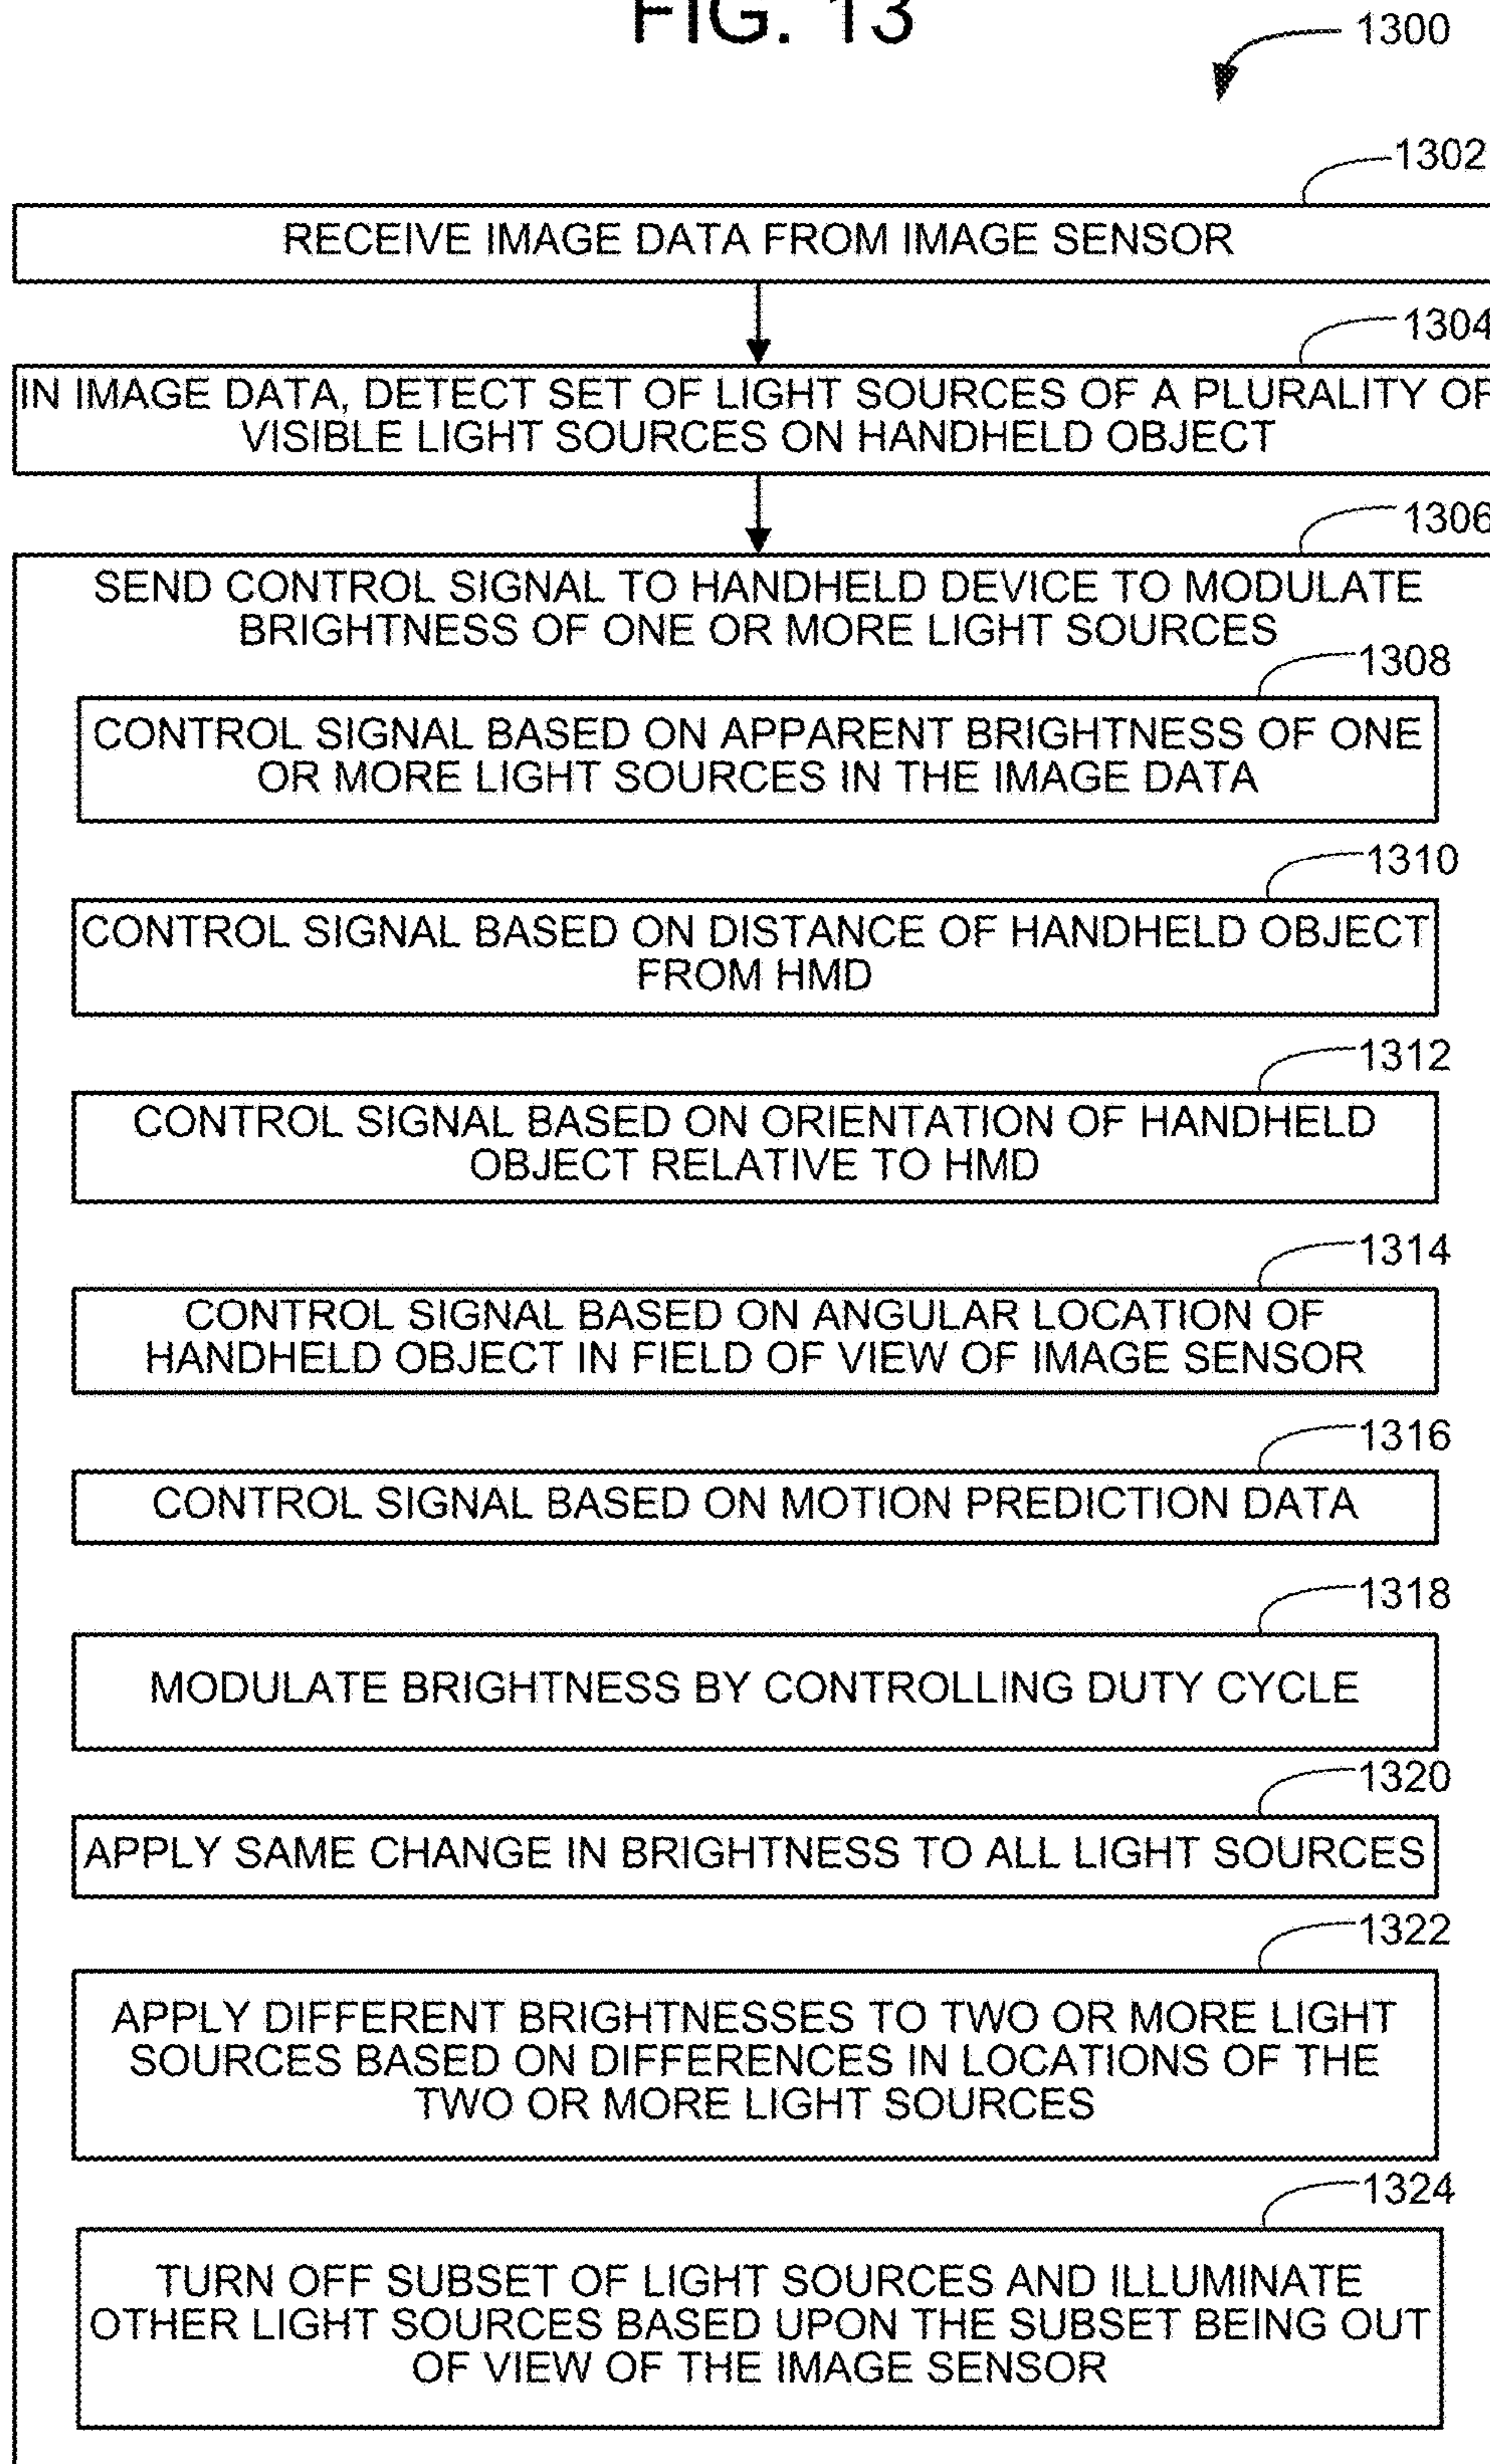 FIG. 13
1300
1302
RECEIVE IMAGE DATA FROM IMAGE SENSOR
1304
IN IMAGE DATA, DETECT SET OF LIGHT SOURCES OF A PLURALITY OF
VISIBLE LIGHT SOURCES ON HANDHELD OBJECT
1306
SEND CONTROL SIGNAL TO HANDHELD DEVICE TO MODULATE
BRIGHTNESS OF ONE OR MORE LIGHT SOURCES
1308
CONTROL SIGNAL BASED ON APPARENT BRIGHTNESS OF ONE
OR MORE LIGHT SOURCES IN THE IMAGE DATA
1310
CONTROL SIGNAL BASED ON DISTANCE OF HANDHELD OBJECT
FROM HMD
1312
CONTROL SIGNAL BASED ON ORIENTATION OF HANDHELD
OBJECT RELATIVE TO HMD
1314
CONTROL SIGNAL BASED ON ANGULAR LOCATION OF
HANDHELD OBJECT IN FIELD OF VIEW OF IMAGE SENSOR
1316
CONTROL SIGNAL BASED ON MOTION PREDICTION DATA
1318
MODULATE BRIGHTNESS BY CONTROLLING DUTY CYCLE
1320
APPLY SAME CHANGE IN BRIGHTNESS TO ALL LIGHT SOURCES
1322
APPLY DIFFERENT BRIGHTNESSES TO TWO OR MORE LIGHT
SOURCES BASED ON DIFFERENCES IN LOCATIONS OF THE
TWO OR MORE LIGHT SOURCES
1324
TURN OFF SUBSET OF LIGHT SOURCES AND ILLUMINATE
OTHER LIGHT SOURCES BASED UPON THE SUBSET BEING OUT
OF VIEW OF THE IMAGE SENSOR